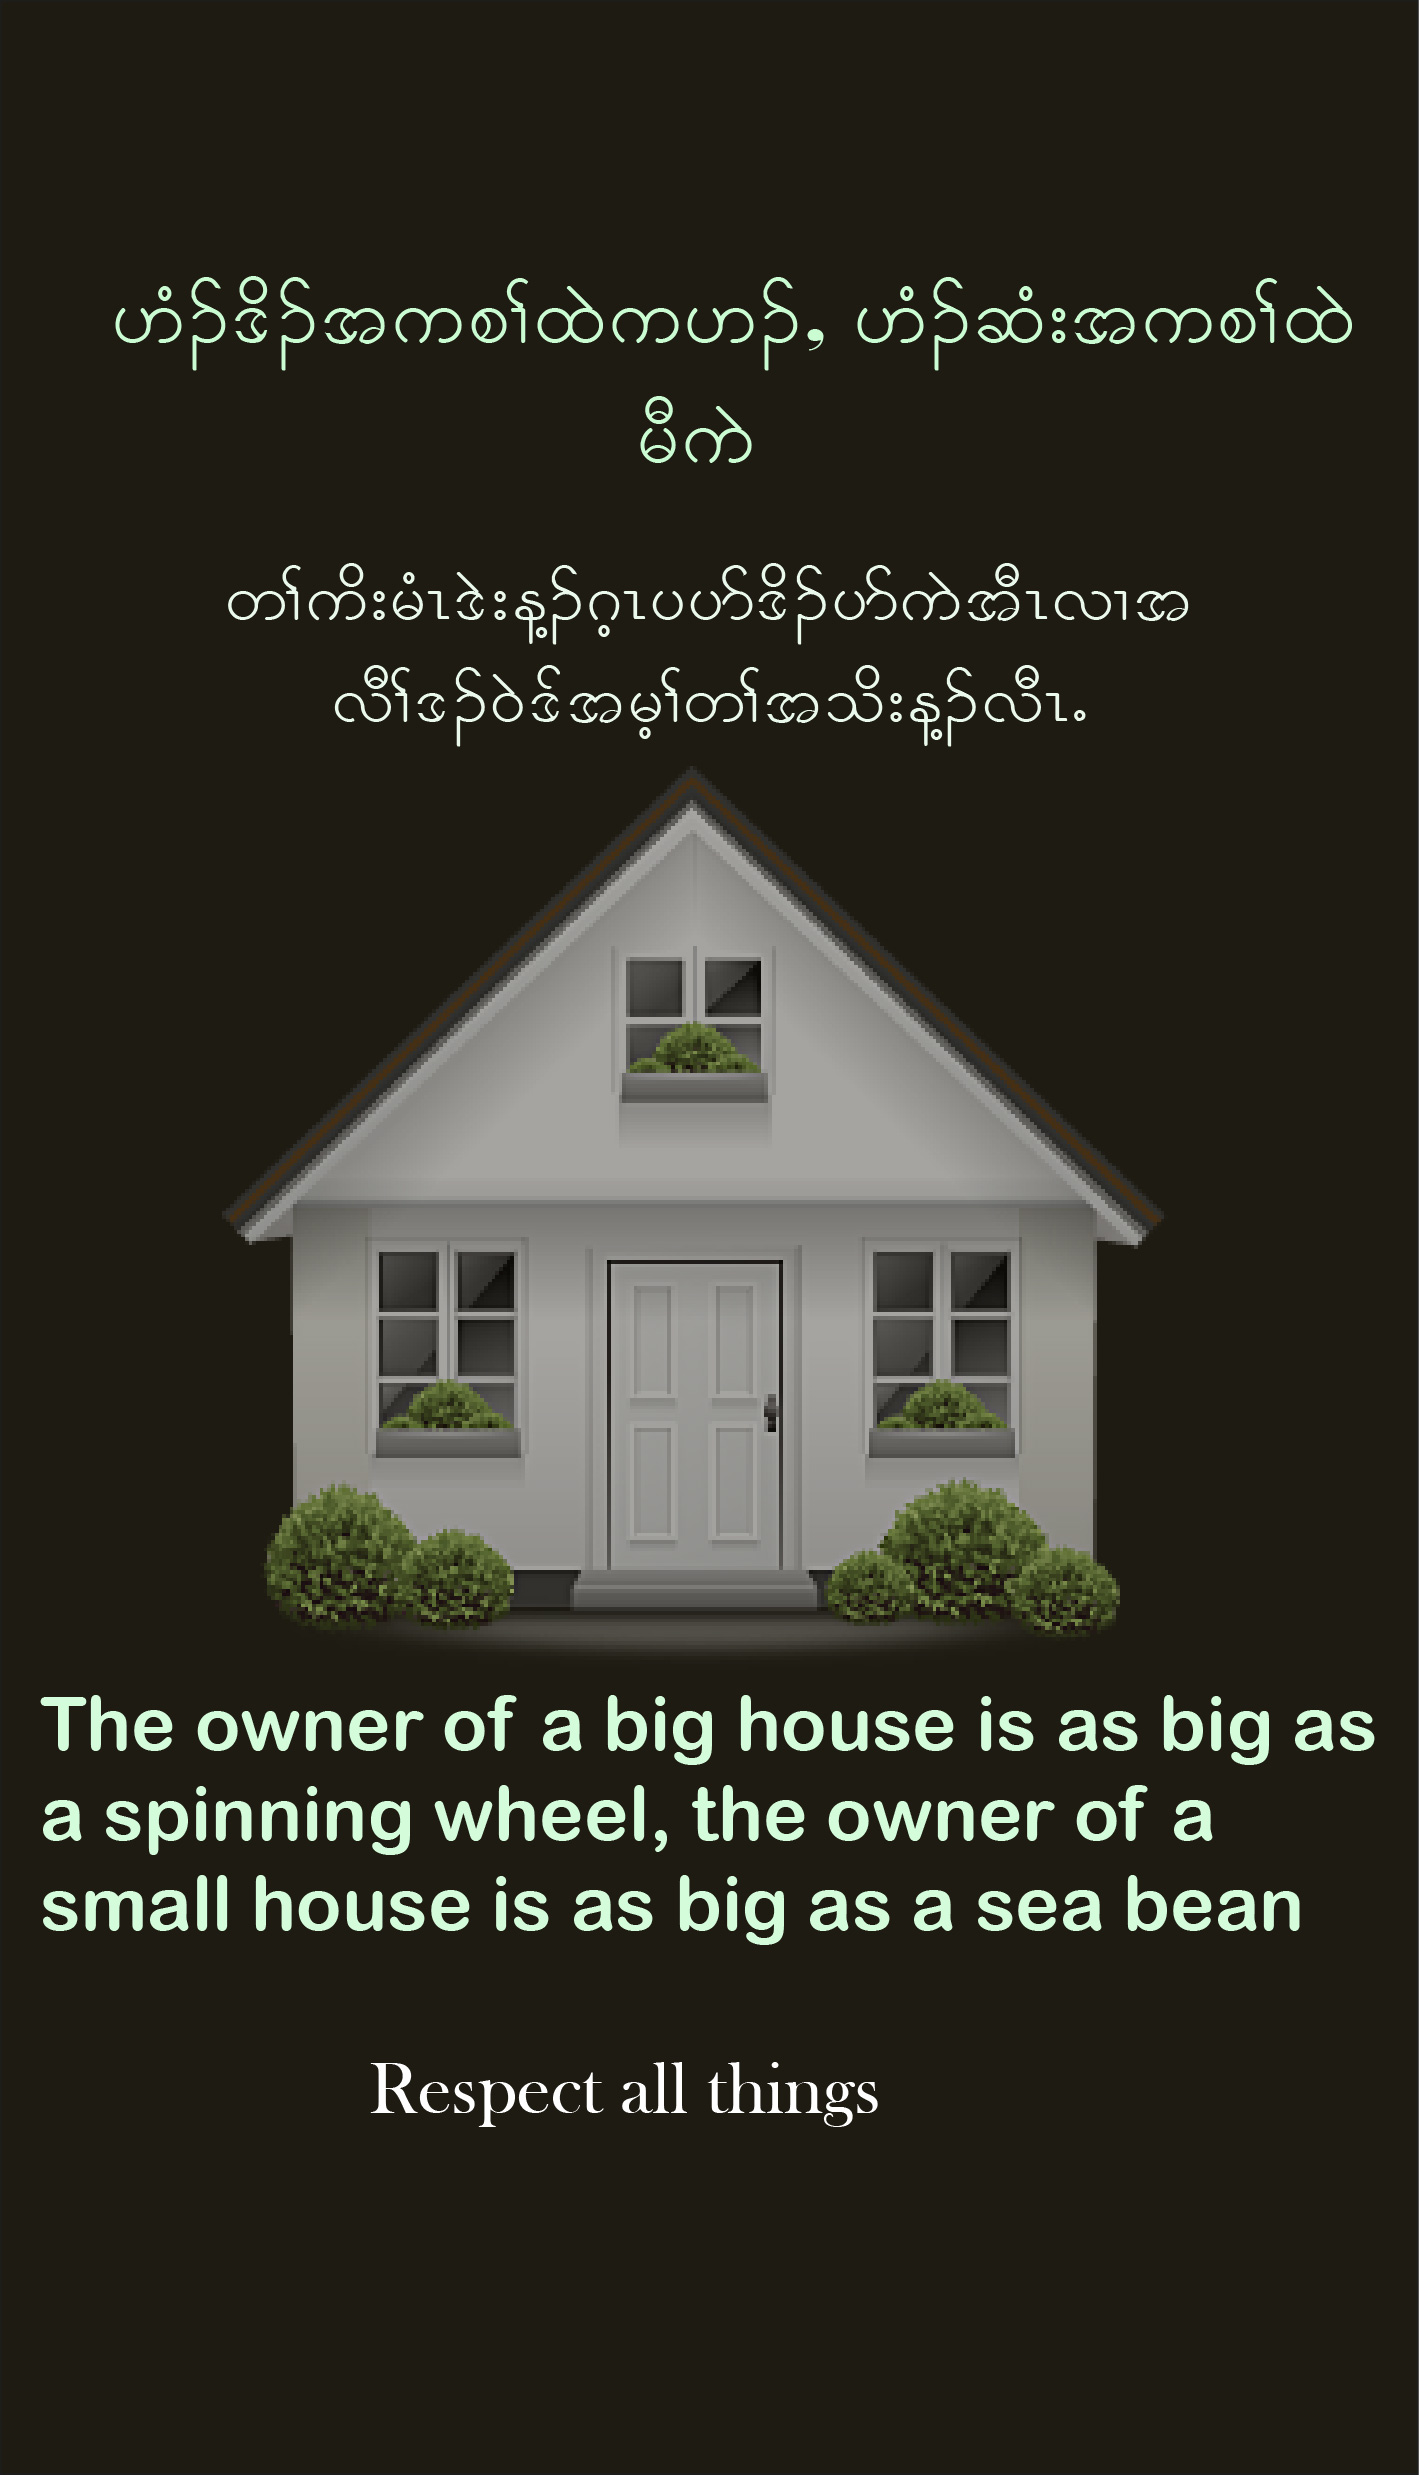 ဟံၣ်ဒိၣ်အကစၢ်ထဲကဟၣ်, ဟံၣ်ဆံးအကစၢ်ထဲ
မီကဲ
တၢ်ကိးမံၤဒဲးန့ၣ်ဂ့ၤပပာ်ဒိၣ်ပာ်ကဲအီၤလၢအ
လီၢ်ဒၣ်ဝဲဒ်အမ့ၢ်တၢ်အသိးန့ၣ်လီၤ.
The owner of a big house is as big as
a spinning wheel, the owner of a
small house is as big as a sea bean
Respect all things